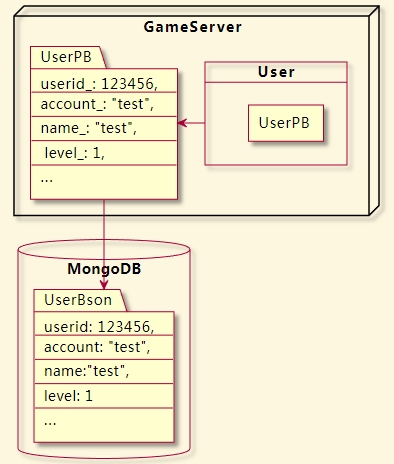 GameServer
UserPB
userid_: 123456,
account_: "test",
name_: "test",
level_: 1,
...
User
UserPB
MongoDB
UserBson
userid: 123456,
account: "test",
name:"test",
level: 1
...